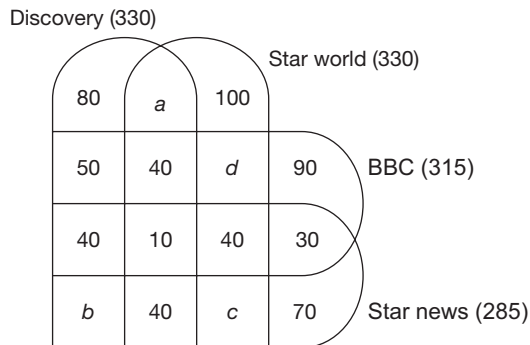 Discovery (330)
Star world (330)
80 a 100
50 40 d 90 BBC (315)
40 10 40 30
b 40 c 70 Star news (285)